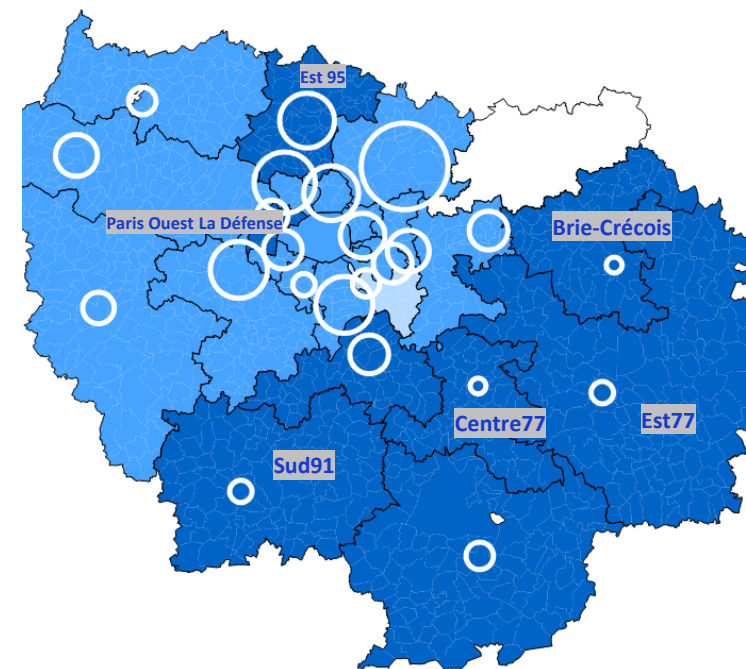 Est 95
Paris Ouest La Défense
Brie-Crécois
Centre77
Est77
Sud91